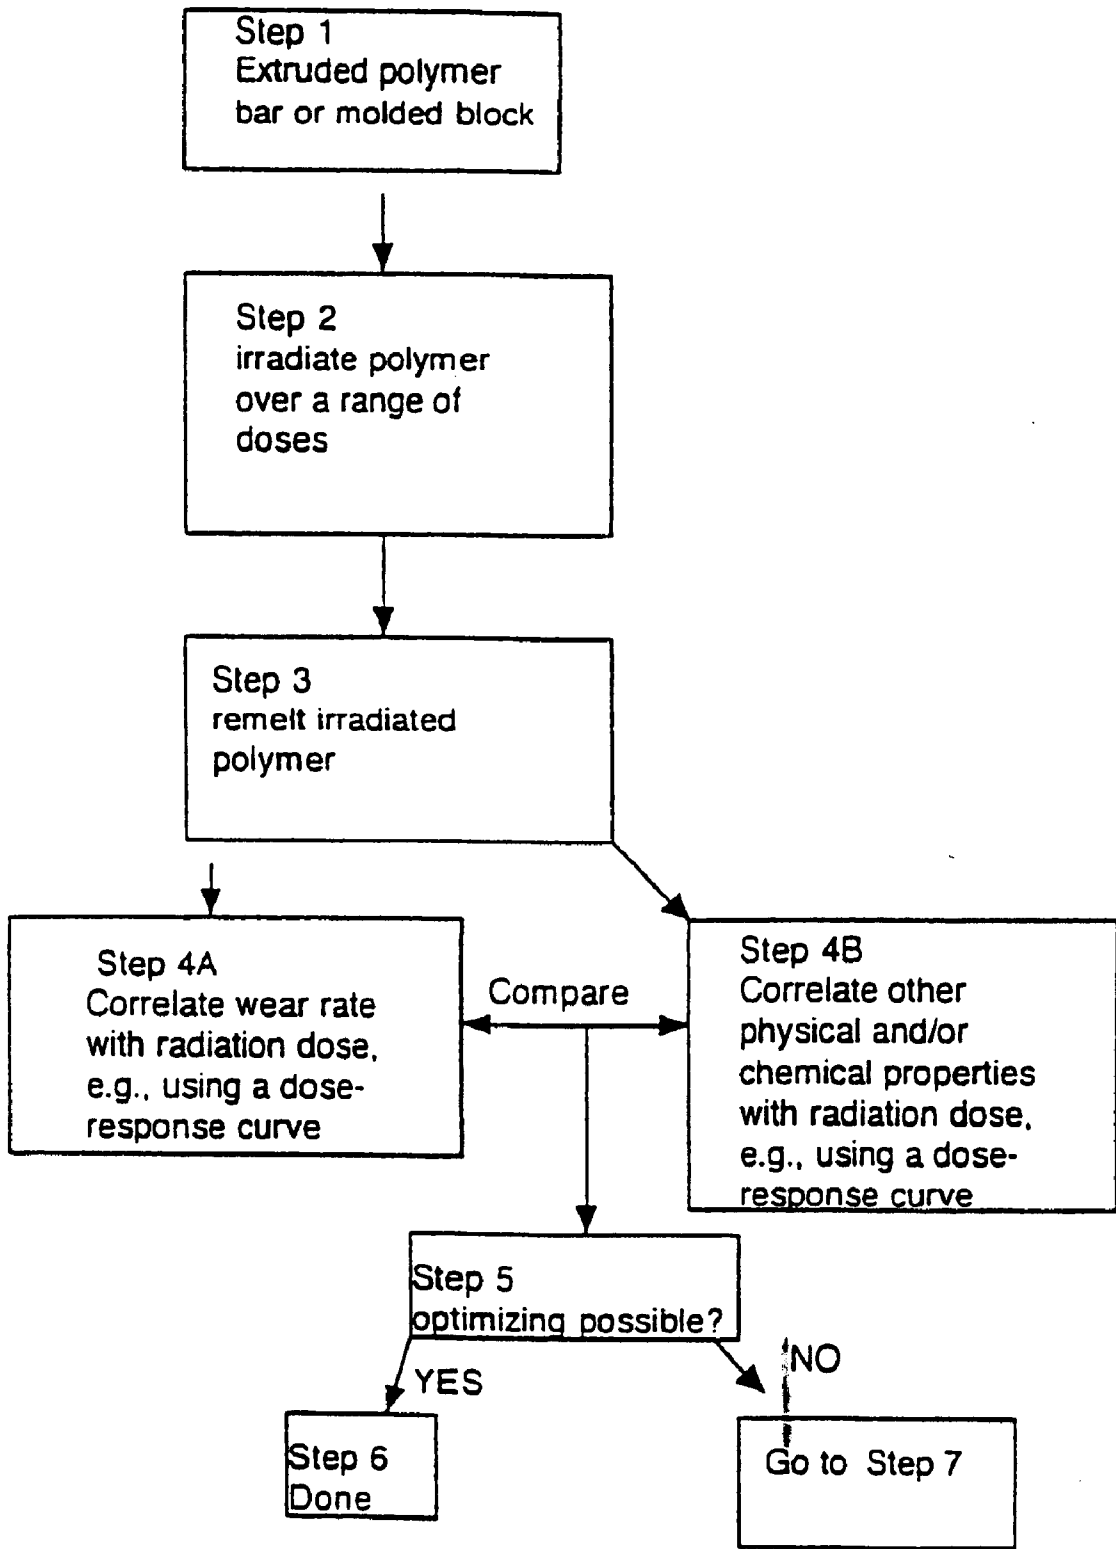 Step 1
Extruded polymer
bar or molded block
Step 2
irradiate polymer
over a range of
doses
Step 3
remelt irradiated
polymer
Step 4A
Correlate wear rate
with radiation dose,
e.g., using a dose-
response curve
Compare
Step 4B
Correlate other
physical and/or
chemical properties
with radiation dose,
e.g., using a dose-
response curve
Step 5
optimizing possible?
YES
NO
Step 6
Done
Go to Step 7